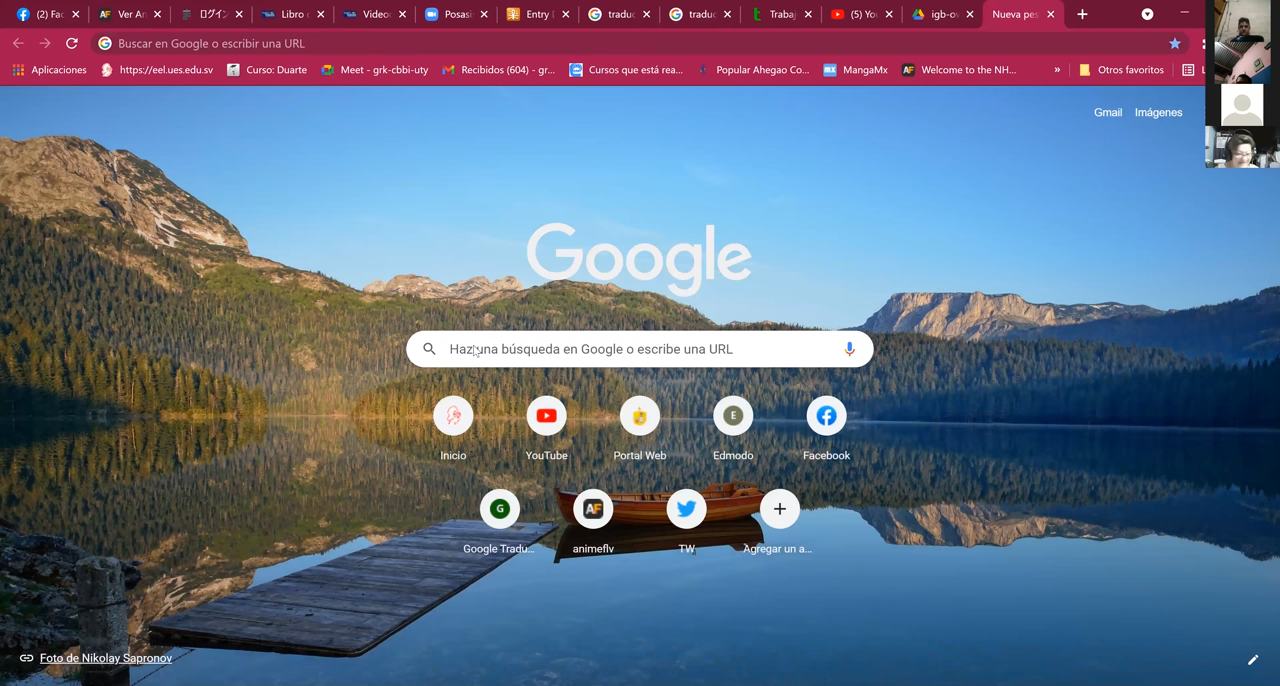 (2) Fac
Ver An
ログイン
Libro
Videoc
Posasis
Entry D
traduc
traduc
Trabaj
(5) You
igb-ov
Nueva pes
Buscar en Google o escribir una URL
Aplicaciones
https://eel.ues.edu.sv
Curso: Duarte
Meet - grk-cbbi-uty
Recibidos (604) - gr...
Cursos que está rea...
Popular Ahegao Co...
MangaMx
Welcome to the NH...
»
Otros favoritos
Gmail
Imágenes
Google
Haz una búsqueda en Google o escribe una URL
Inicio
YouTube
Portal Web
Edmodo
Facebook
Google Tradu...
animeflv
TW
Agregar un a...
Foto de Nikolay Sapronov